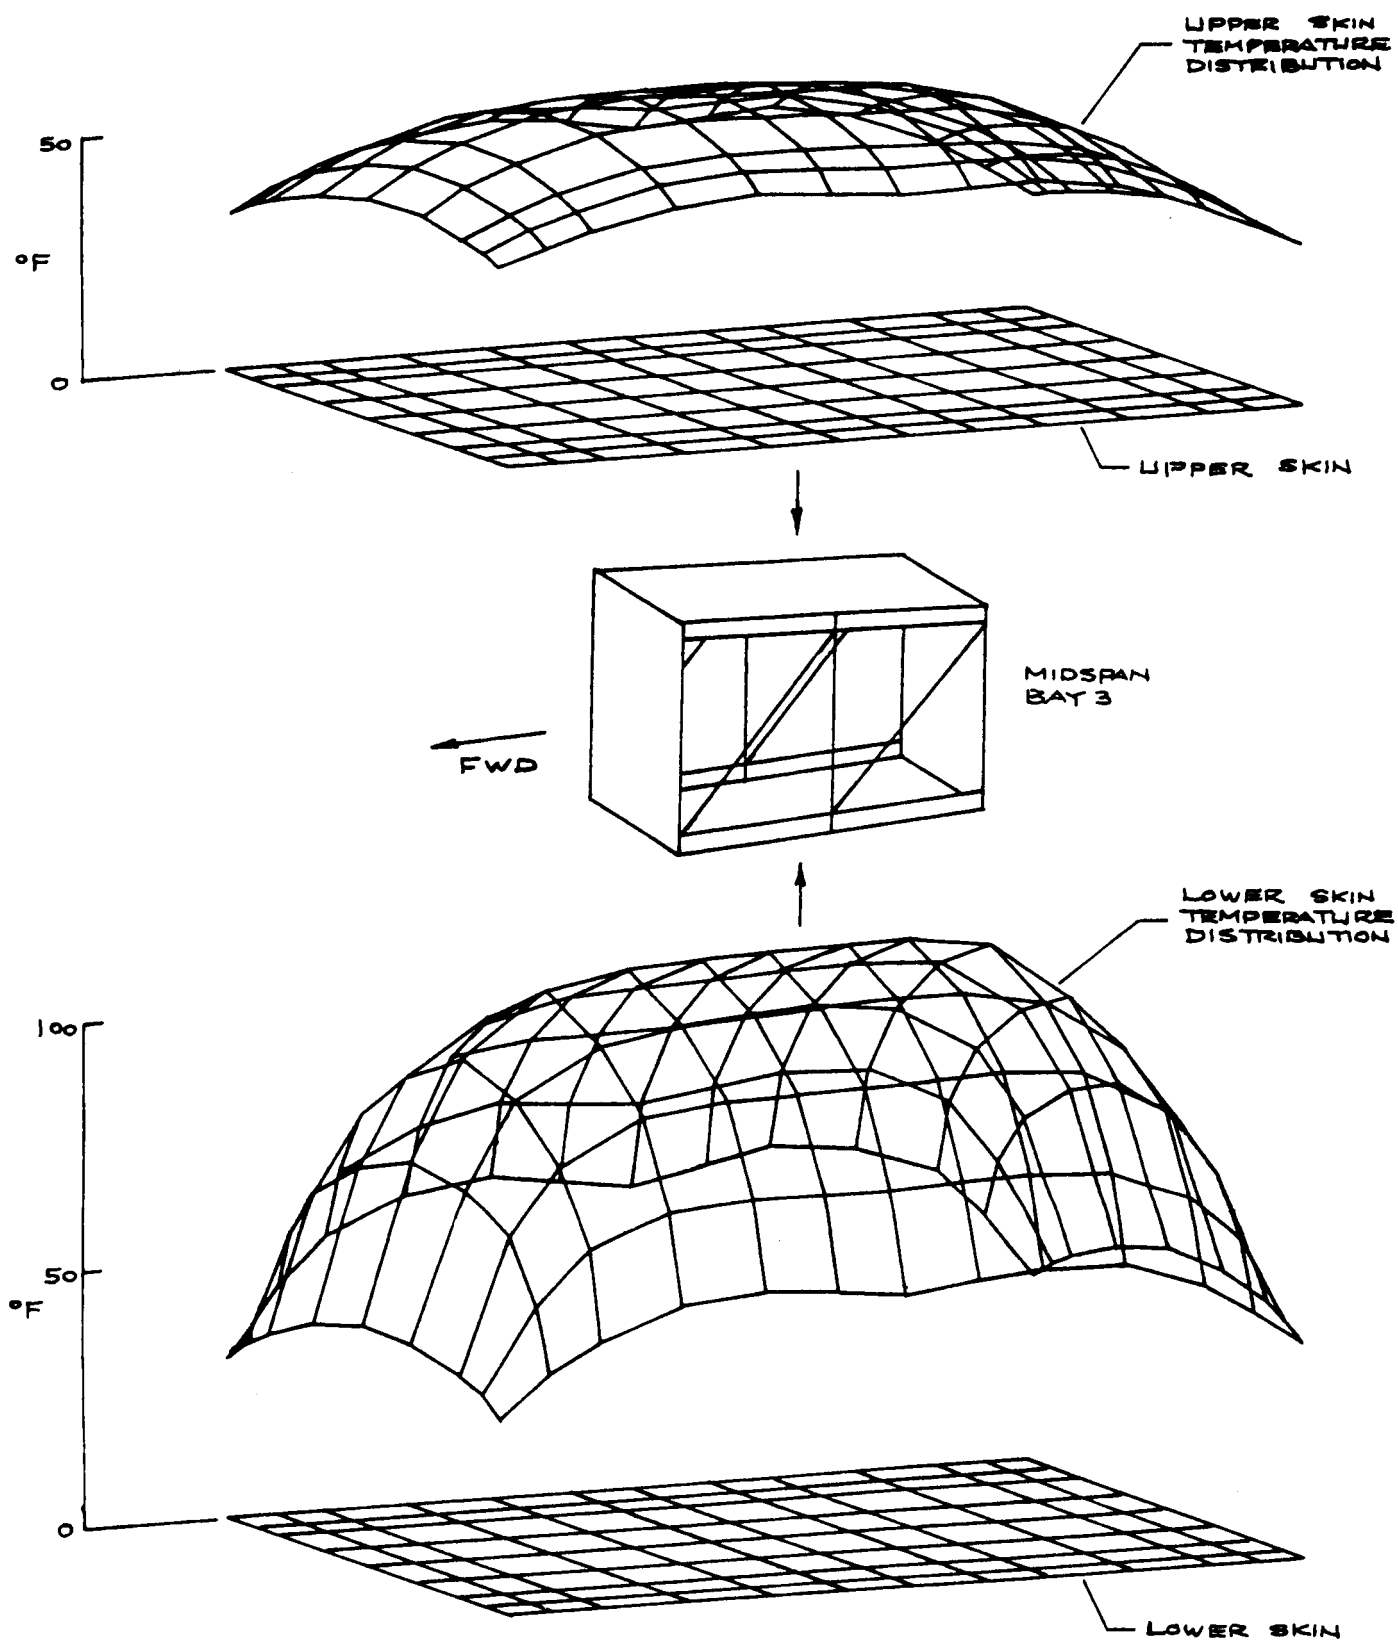 UPPER SKIN
TEMPERATURE
DISTRIBUTION
50
°F
0
UPPER SKIN
MIDSPAN
BAY 3
FWD
LOWER SKIN
TEMPERATURE
DISTRIBUTION
100
50
°F
0
LOWER SKIN